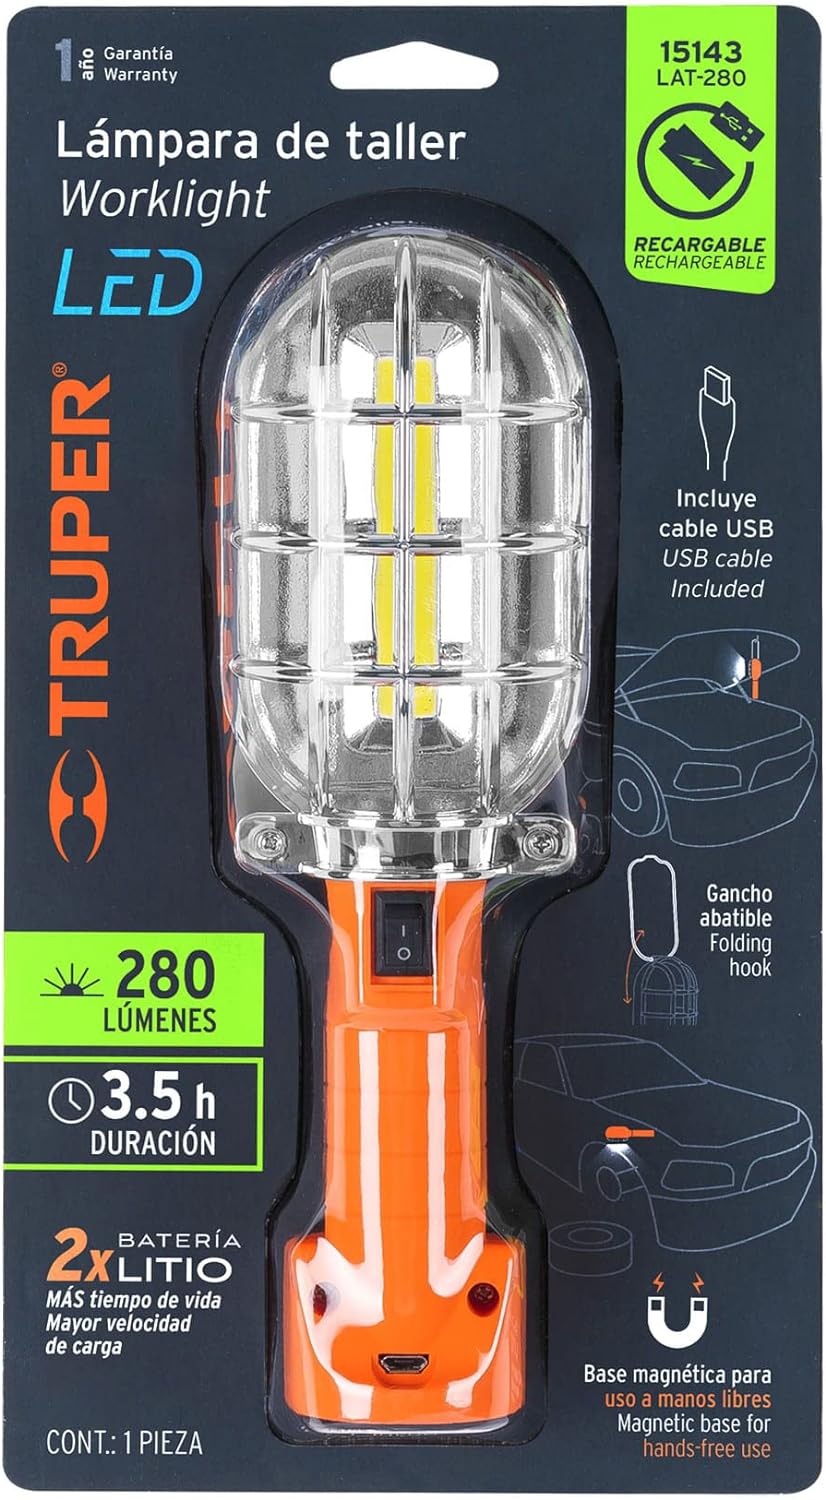 1 año Garantía
Warranty
15143
LAT-280
RECARGABLE
RECHARGEABLE
Lámpara de taller
Worklight
LED
TRUPER®
Incluye
cable USB
USB cable
Included
Gancho
abatible
Folding
hook
280
LÚMENES
3.5 h
DURACIÓN
2x BATERÍA
LITIO
MÁS tiempo de vida
Mayor velocidad
de carga
I
O
Base magnética para
uso a manos libres
Magnetic base for
hands-free use
CONT.: 1 PIEZA